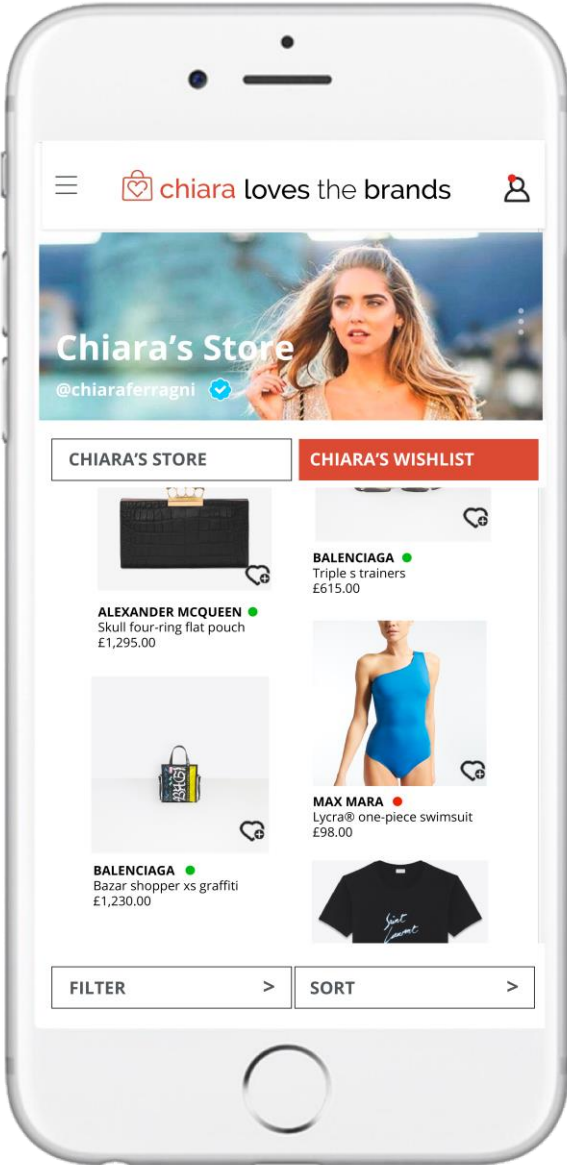 chiara loves the brands
Chiara's Store
@chiaraferragni
CHIARA'S STORE
CHIARA'S WISHLIST
ALEXANDER MCQUEEN
Skull four-ring flat pouch
£1,295.00
BALENCIAGA
Triple s trainers
£615.00
BALENCIAGA
Bazar shopper xs graffiti
£1,230.00
MAX MARA
Lycra® one-piece swimsuit
£98.00
Saint
Laurent
FILTER >
SORT >